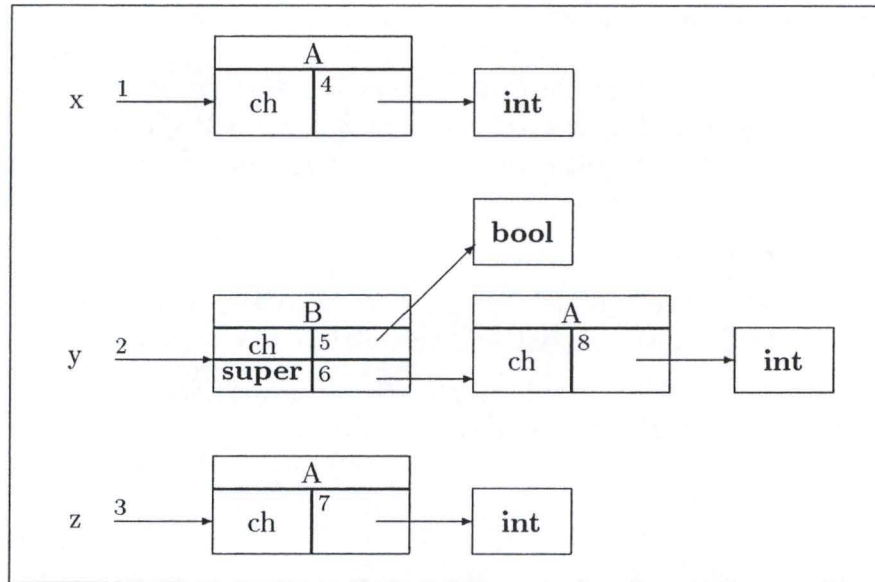 A
x 1 ch 4 int
bool
B A
y 2 ch 5 ch 8 int
super 6
A
z 3 ch 7 int